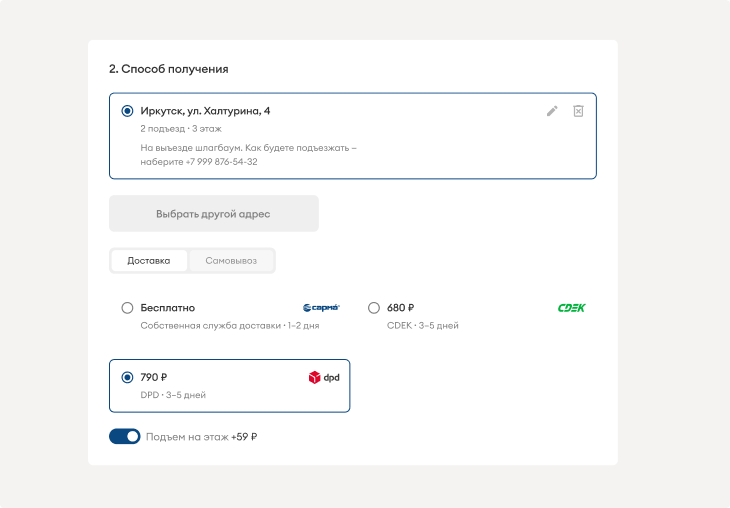 2. Способ получения
Иркутск, ул. Халтурина, 4
2 подъезд · 3 этаж
На выъезде шлагбаум. Как будете подъезжать –
наберите +7 999 876-54-32
Выбрать другой адрес
Доставка
Самовывоз
Бесплатно
сарма
Собственная служба доставки · 1–2 дня
680 ₽
CDEK
CDEK · 3–5 дней
790 ₽
dpd
DPD · 3–5 дней
Подъем на этаж +59 ₽